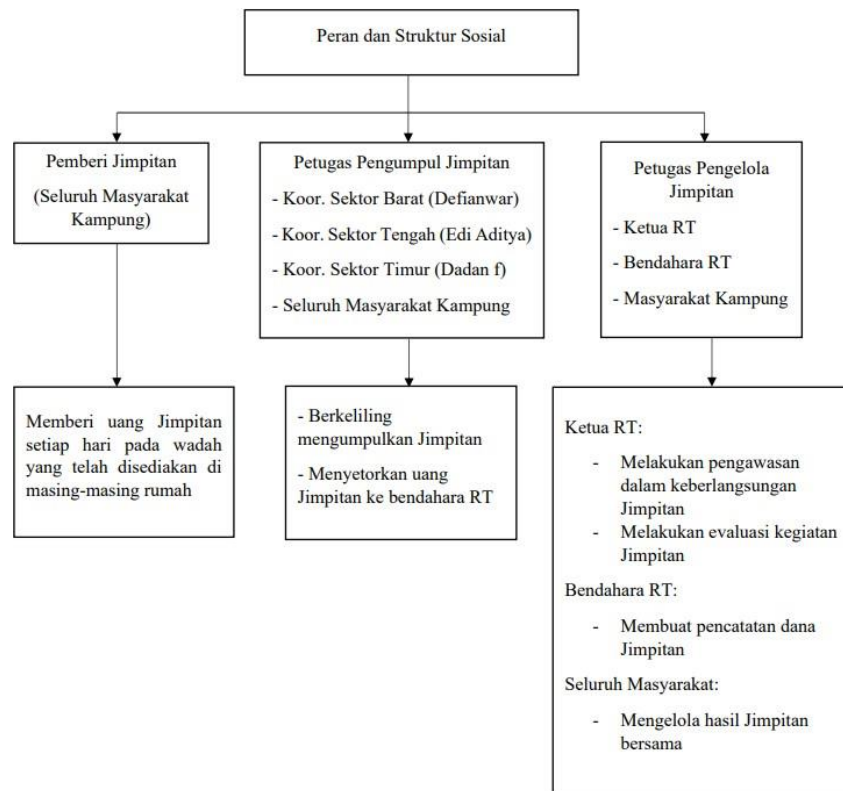 Peran dan Struktur Sosial
Pemberi Jimpitan
(Seluruh Masyarakat
Kampung)
Petugas Pengumpul Jimpitan
- Koor. Sektor Barat (Defianwar)
- Koor. Sektor Tengah (Edi Aditya)
- Koor. Sektor Timur (Dadan f)
- Seluruh Masyarakat Kampung
Petugas Pengelola
Jimpitan
- Ketua RT
- Bendahara RT
- Masyarakat Kampung
Memberi uang Jimpitan
setiap hari pada wadah
yang telah disediakan di
masing-masing rumah
- Berkeliling
mengumpulkan Jimpitan
- Menyetorkan uang
Jimpitan ke bendahara RT
Ketua RT:
- Melakukan pengawasan
dalam keberlangsungan
Jimpitan
- Melakukan evaluasi kegiatan
Jimpitan
Bendahara RT:
- Membuat pencatatan dana
Jimpitan
Seluruh Masyarakat:
- Mengelola hasil Jimpitan
bersama